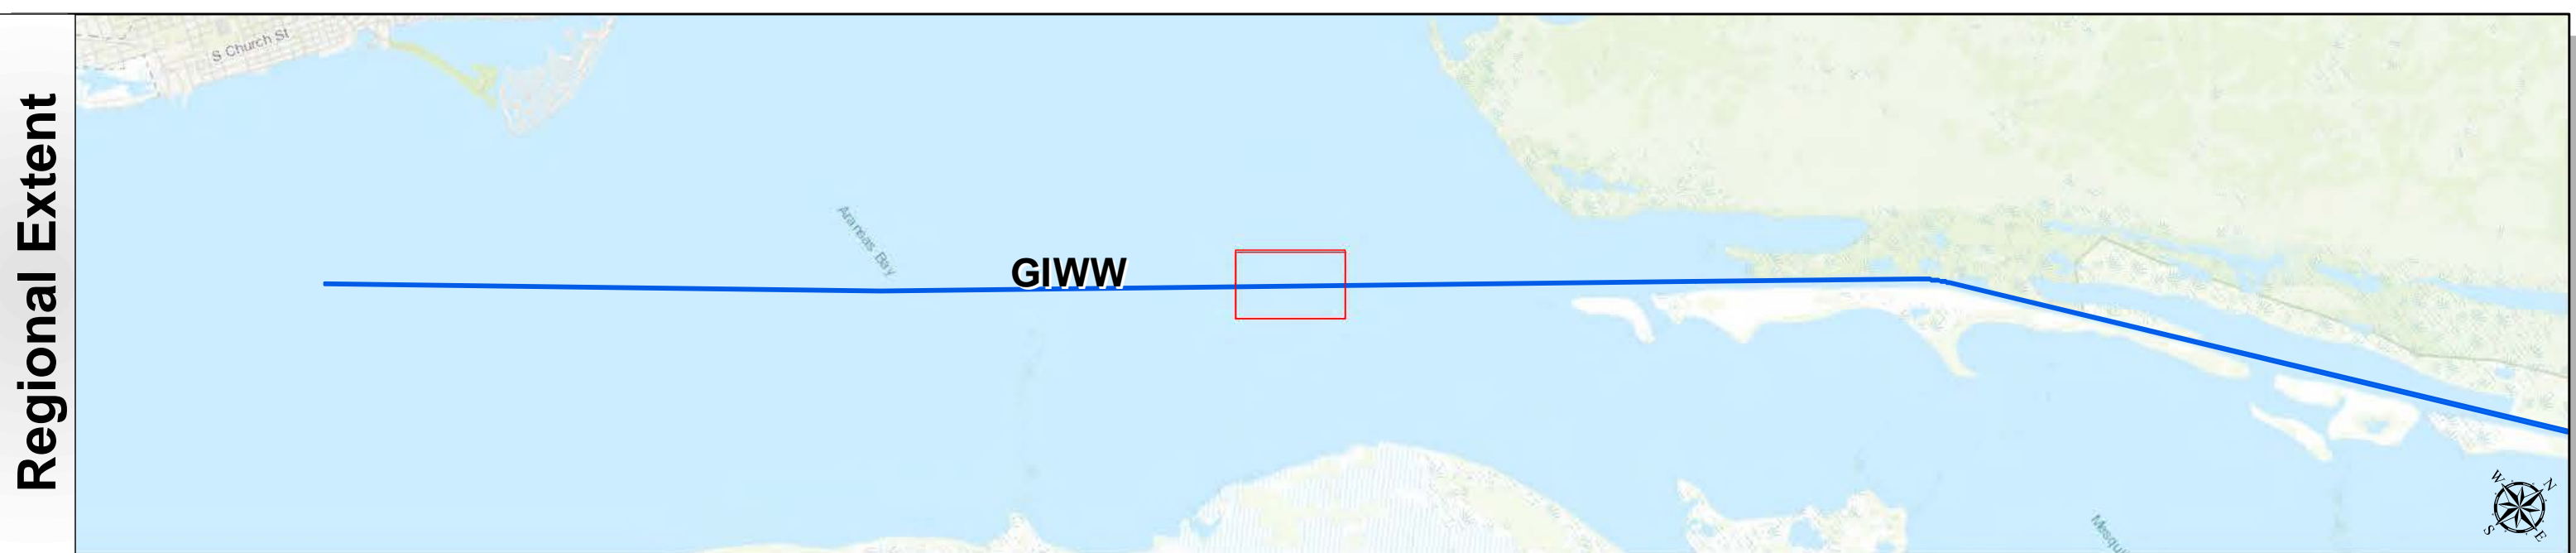 Regional Extent
S Church St
Aransas Bay
GIWW
W
N
S
E